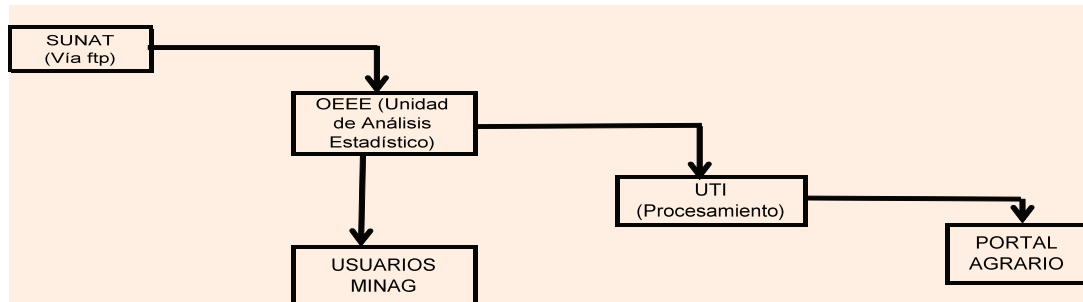 SUNAT
(Vía ftp)
OEEE (Unidad
de Análisis
Estadístico)
UTI
(Procesamiento)
USUARIOS
MINAG
PORTAL
AGRARIO